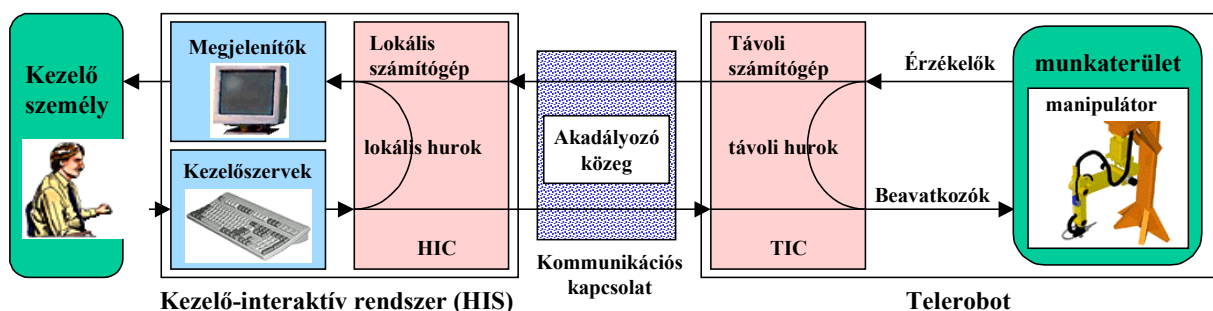 Kezelő
személy
Megjelenítők
Kezelőszervek
Lokális
számítógép
lokális hurok
HIC
Kezelő-interaktív rendszer (HIS)
Akadályozó
közeg
Kommunikációs
kapcsolat
Távoli
számítógép
távoli hurok
TIC
Érzékelők
Beavatkozók
munkaterület
manipulátor
Telerobot